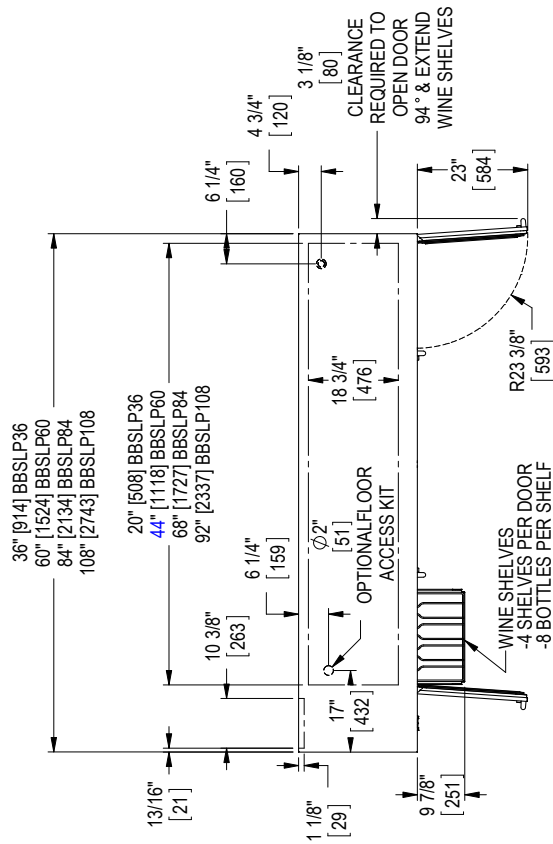 36" [914] BBSLP36
60" [1524] BBSLP60
84" [2134] BBSLP84
108" [2743] BBSLP108
20" [508] BBSLP36
44" [1118] BBSLP60
68" [1727] BBSLP84
92" [2337] BBSLP108
13/16"
[21]
10 3/8"
[263]
6 1/4"
[159]
6 1/4"
[160]
4 3/4"
[120]
3 1/8"
[80]
CLEARANCE
REQUIRED TO
OPEN DOOR
94° & EXTEND
WINE SHELVES
1 1/8"
[29]
17"
[432]
Ø2"
[51]
OPTIONALFLOOR
ACCESS KIT
18 3/4"
[476]
9 7/8"
[251]
WINE SHELVES
-4 SHELVES PER DOOR
-8 BOTTLES PER SHELF
R23 3/8"
[593]
23"
[584]